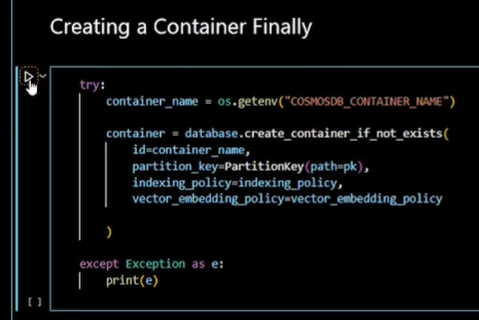 Creating a Container Finally
try:
    container_name = os.getenv("COSMOSDB_CONTAINER_NAME")
    container = database.create_container_if_not_exists(
        id=container_name,
        partition_key=PartitionKey(path=pk),
        indexing_policy=indexing_policy,
        vector_embedding_policy=vector_embedding_policy
    )
except Exception as e:
    print(e)
[ ]